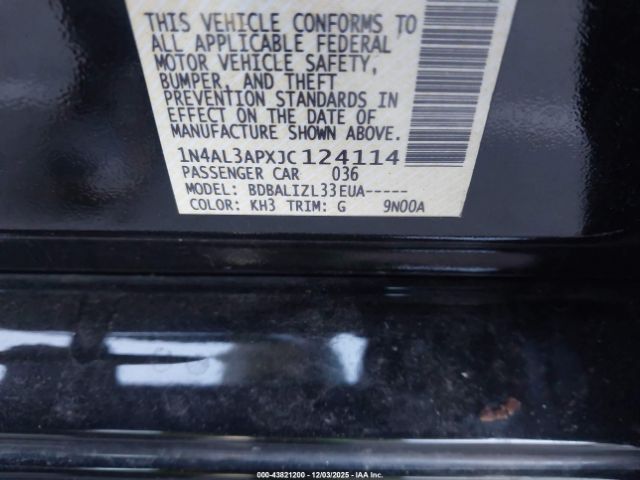 THIS VEHICLE CONFORMS TO
ALL APPLICABLE FEDERAL
MOTOR VEHICLE SAFETY,
BUMPER, AND THEFT
PREVENTION STANDARDS IN
EFFECT ON THE DATE OF
MANUFACTURE SHOWN ABOVE.
1N4AL3APXJC124114
PASSENGER CAR 036
MODEL: BDBALIZL33EUA-----
COLOR: KH3 TRIM: G 9N00A
000-43821200 - 12/03/2025 - IAA Inc.